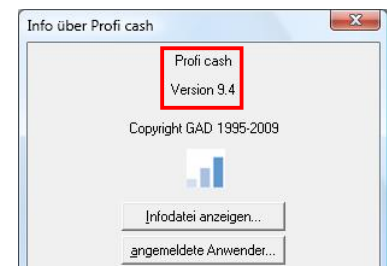 Info über Profi cash
Profi cash
Version 9.4
Copyright GAD 1995-2009
Infodatei anzeigen...
angemeldete Anwender...